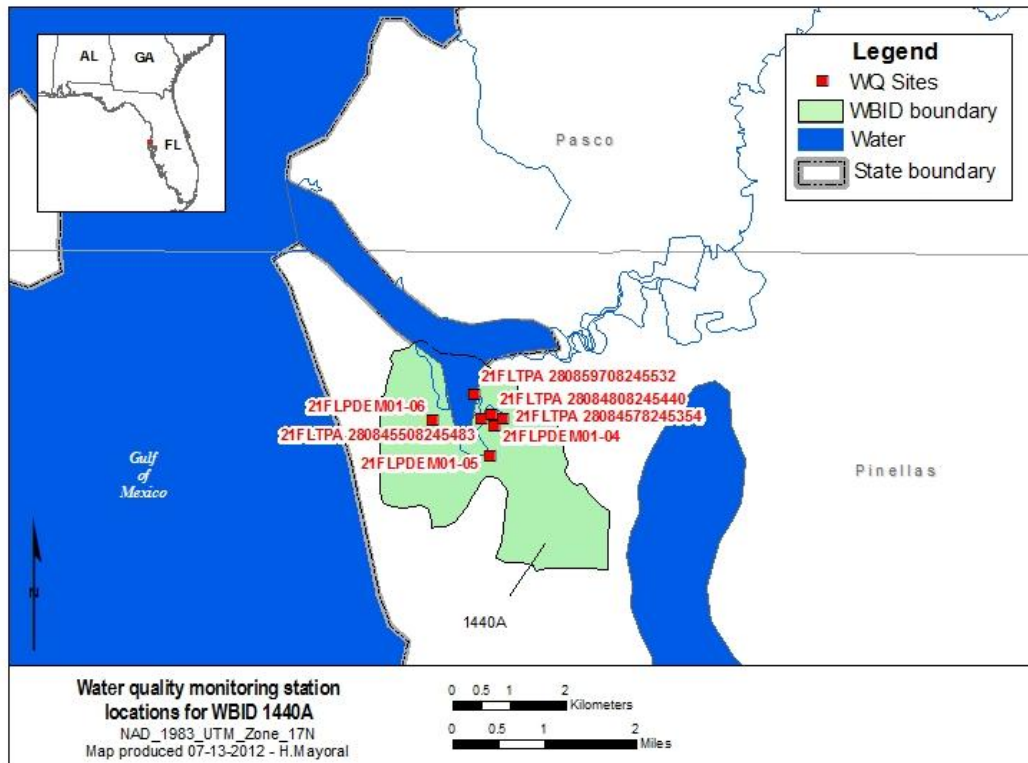 AL
GA
FL
Legend
WQ Sites
WBID boundary
Water
State boundary
Pasco
21FLTPA 280859708245532
21FLTPA 28084808245440
21FLPDEM01-06
21FLTPA 28084578245354
21FLTPA 280845508245483
21FLPDEM01-04
21FLPDEM01-05
Gulf
of
Mexico
Pinellas
N
1440A
Water quality monitoring station
locations for WBID 1440A
NAD_1983_UTM_Zone_17N
Map produced 07-13-2012 - H.Mayoral
0 0.5 1 2
Kilometers
0 0.5 1 2
Miles